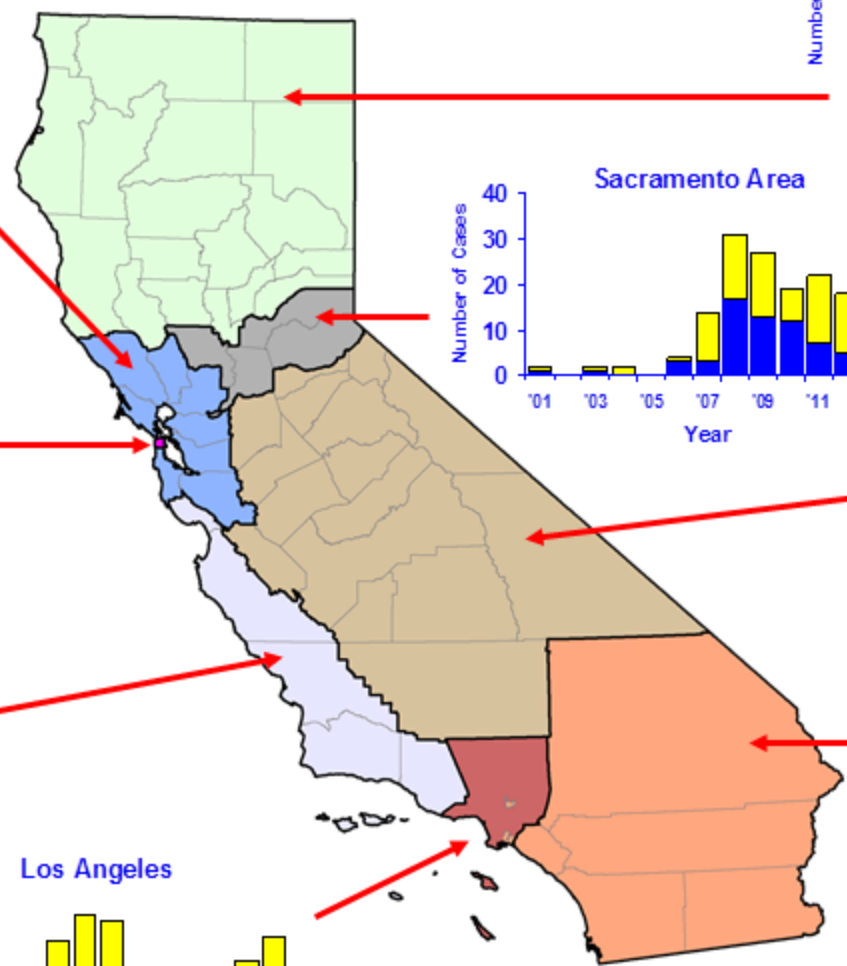 Numbe
Sacramento Area
Number of Cases
40
30
20
10
0
'01 '03 '05 '07 '09 '11
Year
Los Angeles